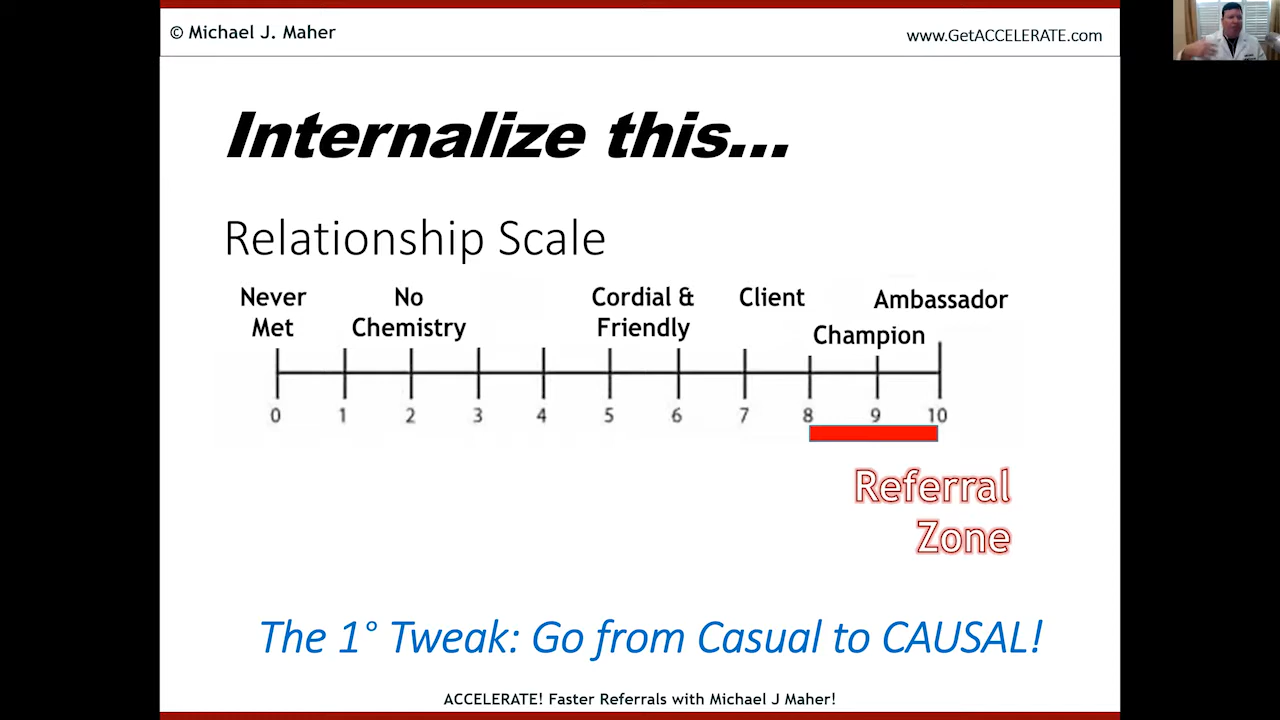 © Michael J. Maher
www.GetACCELERATE.com
Internalize this...
Relationship Scale
Never Met
No Chemistry
Cordial & Friendly
Client
Champion
Ambassador
0 1 2 3 4 5 6 7 8 9 10
Referral
Zone
The 1° Tweak: Go from Casual to CAUSAL!
ACCELERATE! Faster Referrals with Michael J Maher!